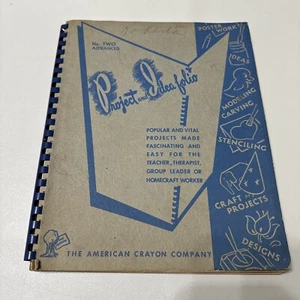 No. TWO
ADVANCED
Project and Idea folio
POPULAR AND VITAL
PROJECTS MADE
FASCINATING AND
EASY FOR THE
TEACHER, THERAPIST,
GROUP LEADER OR
HOMECRAFT WORKER
POSTER WORK
IDEAS
MODELING
CARVING
STENCILING
CRAFT
PROJECTS
DESIGNS
THE AMERICAN CRAYON COMPANY